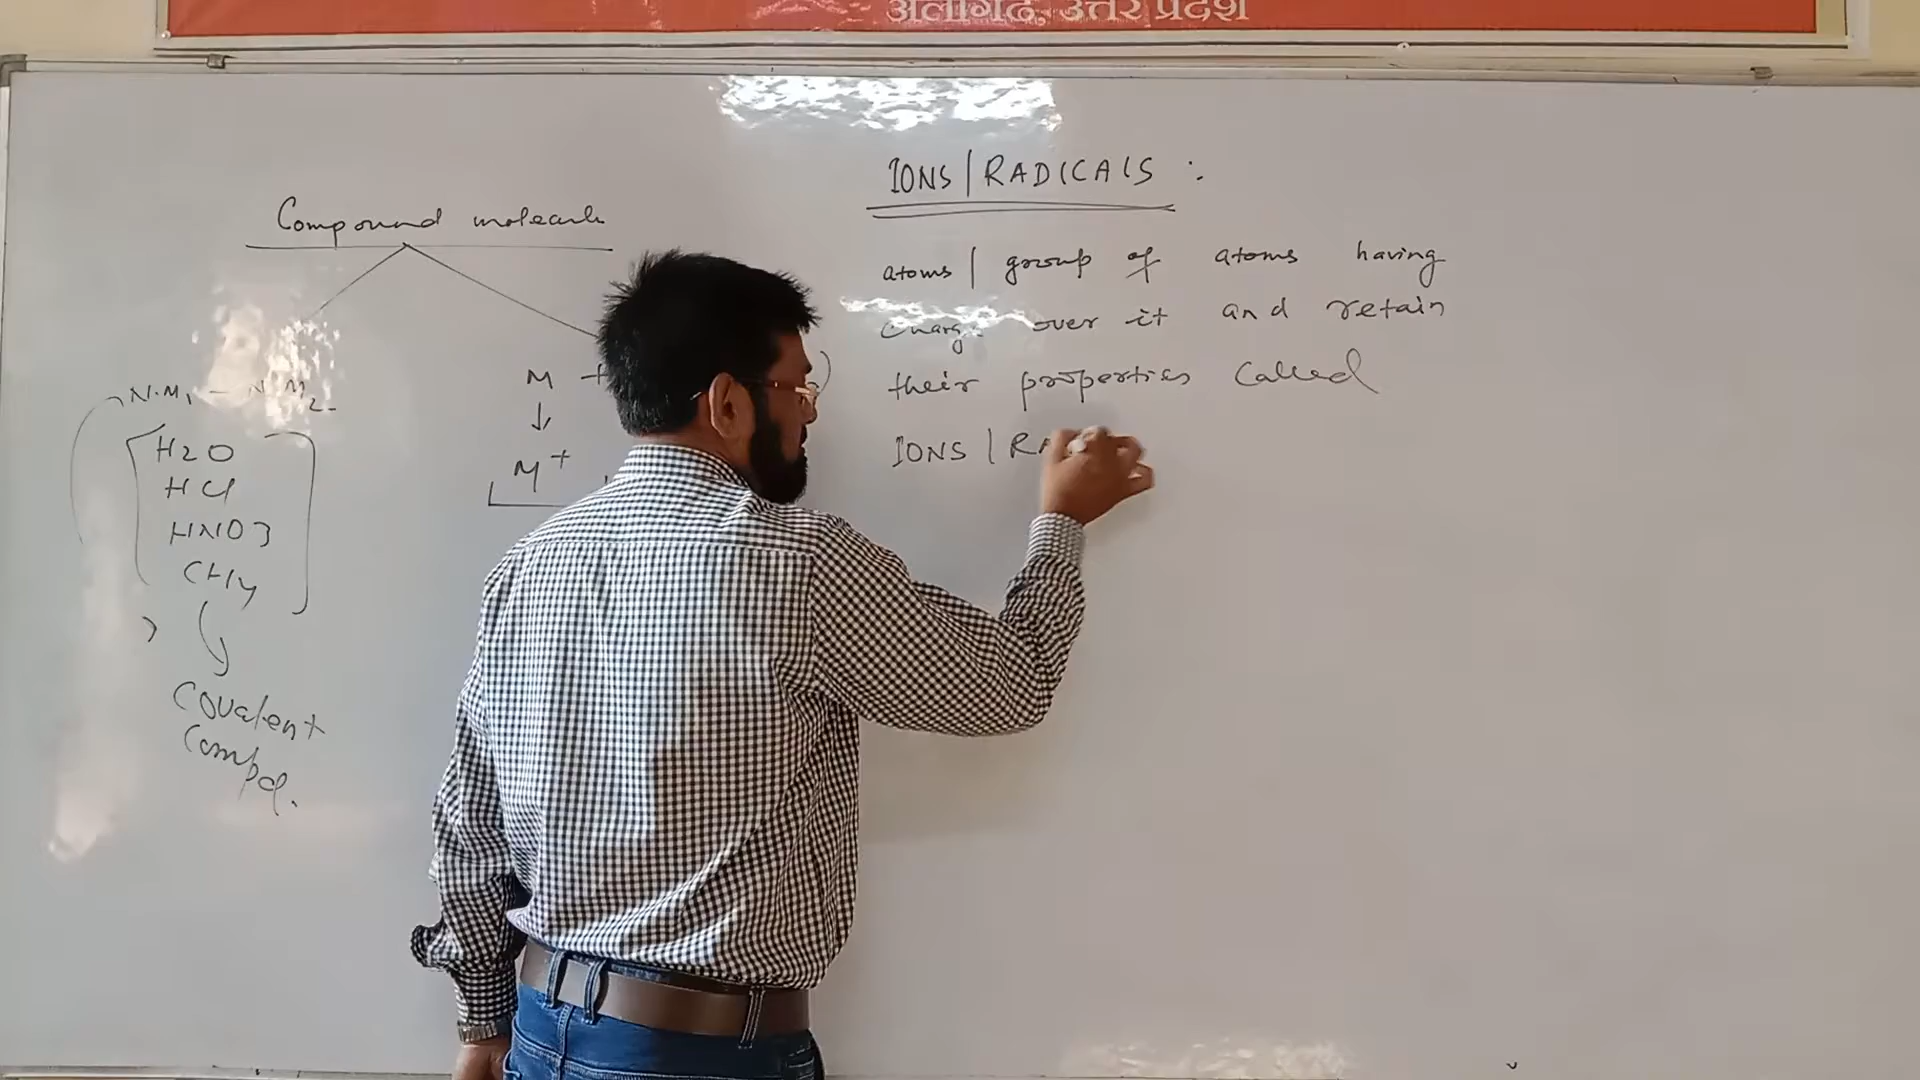 अलीगढ़, उत्तर प्रदेश
Compound molecule
N.M₁ - N.M₂
H2O
HCl
HNO3
CH4
Covalent
Compd.
M +
↓
M+
IONS | RADICALS :
atoms | group of atoms having
charge over it and retain
their properties called
IONS | RA